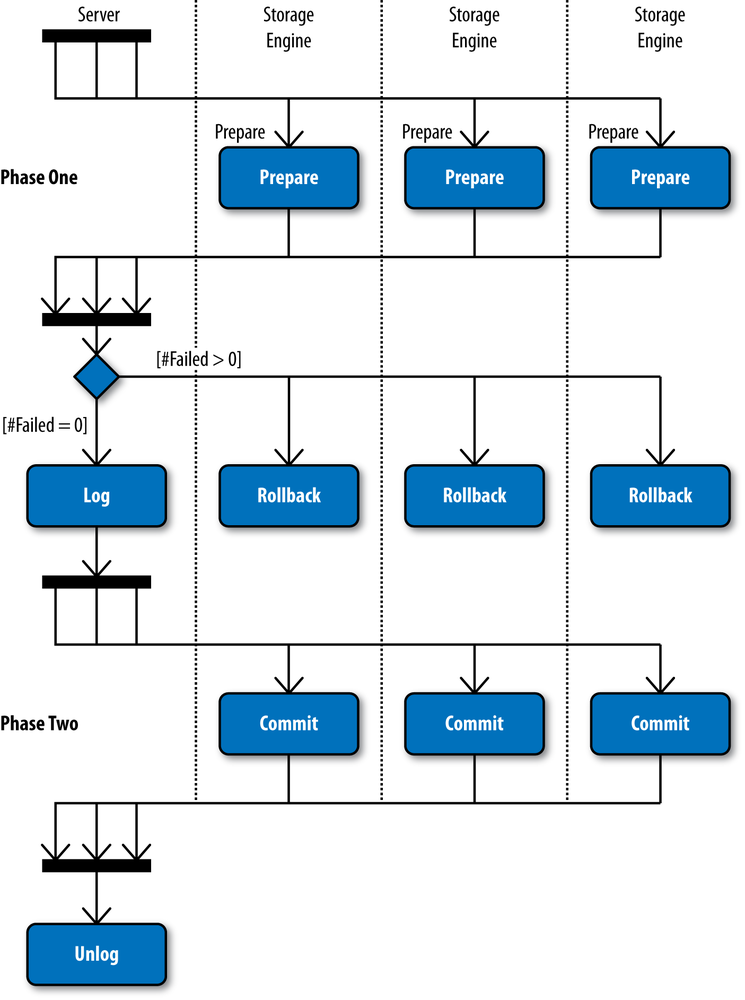 Server
Storage
Engine
Storage
Engine
Storage
Engine
Prepare
Prepare
Prepare
Phase One
Prepare
Prepare
Prepare
[#Failed > 0]
[#Failed = 0]
Log
Rollback
Rollback
Rollback
Phase Two
Commit
Commit
Commit
Unlog